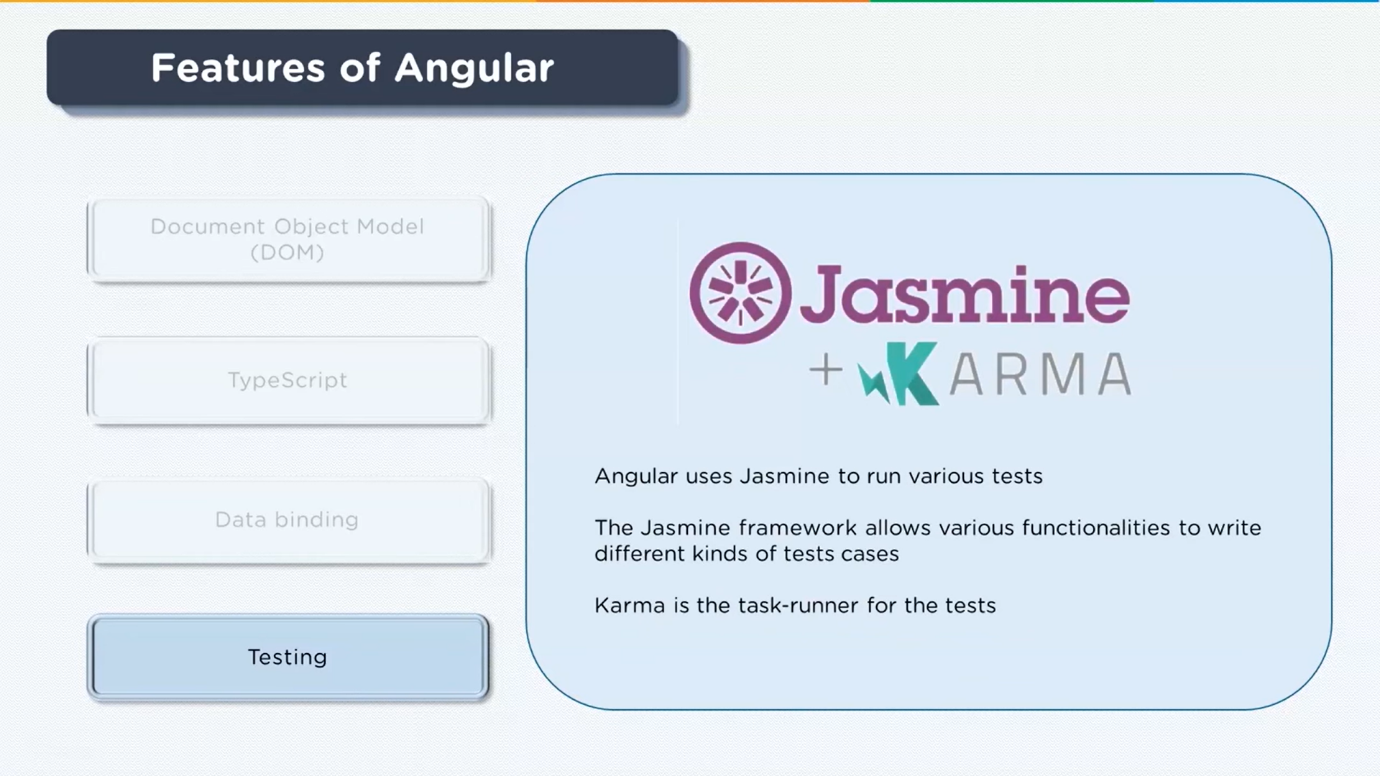 Features of Angular
Document Object Model
(DOM)
TypeScript
Data binding
Testing
Jasmine
+ KARMA
Angular uses Jasmine to run various tests
The Jasmine framework allows various functionalities to write
different kinds of tests cases
Karma is the task-runner for the tests